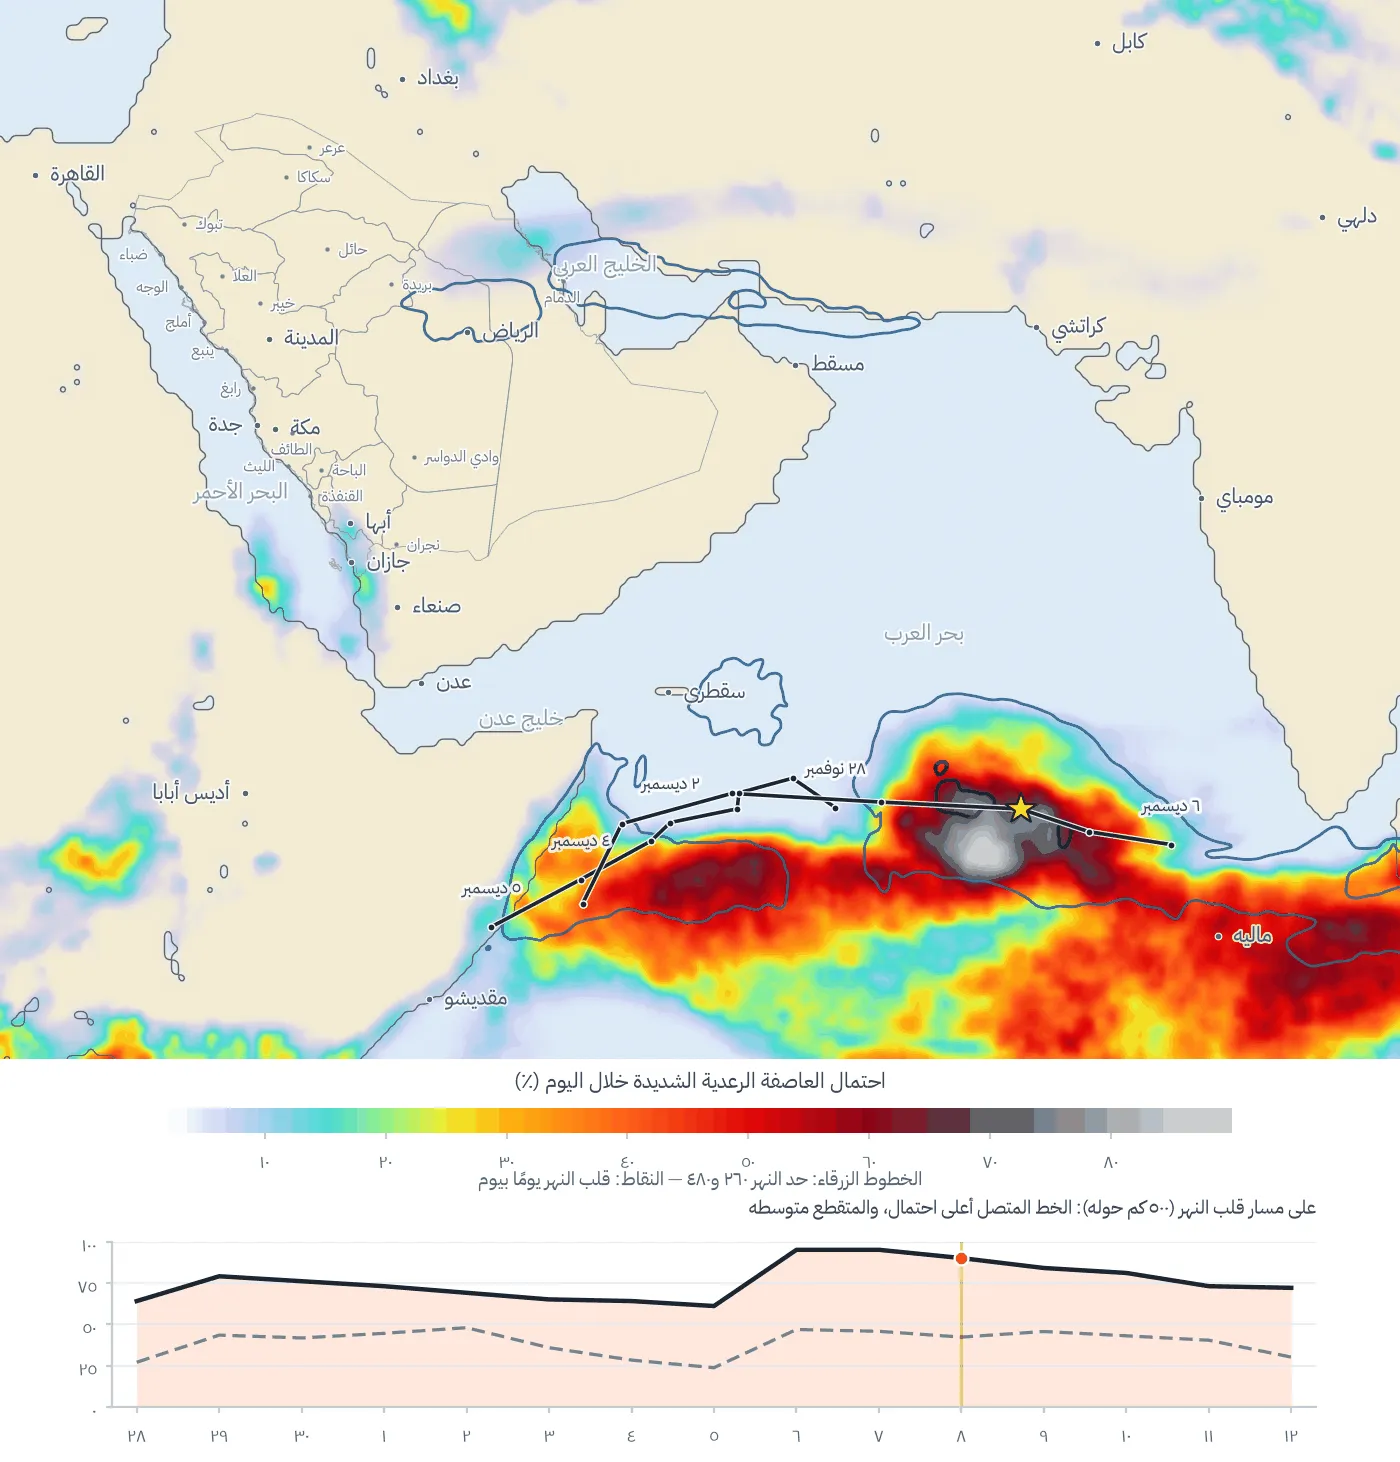 كابل
بغداد
عرعر
القاهرة
سكاكا
دلهي
تبوك
حائل
ضباء
الخليج العربي
العلا
بريدة
الوجه
الدمام
خيبر
أملج
الرياض
كراتشي
المدينة
ينبع
مسقط
رابغ
جدة
مكة
الطائف
وادي الدواسر
الليث
الباحة
البحر الأحمر
القنفذة
مومباي
أبها
نجران
جازان
صنعاء
بحر العرب
عدن
سقطرى
خليج عدن
٢٨ نوفمبر
٢ ديسمبر
أديس أبابا
٦ ديسمبر
٤ ديسمبر
٥ ديسمبر
ماليه
مقديشو
احتمال العاصفة الرعدية الشديدة خلال اليوم (٪)
١٠ ٢٠ ٣٠ ٤٠ ٥٠ ٦٠ ٧٠ ٨٠
الخطوط الزرقاء: حد النهر ٢٦٠ و٤٨٠ — النقاط: قلب النهر يومًا بيوم
على مسار قلب النهر (٥٠٠ كم حوله): الخط المتصل أعلى احتمال، والمتقطع متوسطه
١٠٠
٧٥
٥٠
٢٥
٠
٢٨ ٢٩ ٣٠ ١ ٢ ٣ ٤ ٥ ٦ ٧ ٨ ٩ ١٠ ١١ ١٢